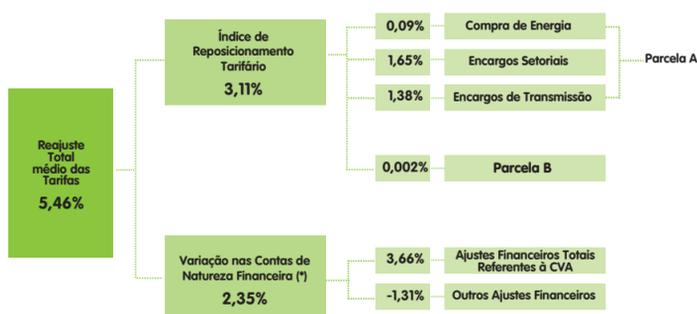 Reajuste
Total
médio das
Tarifas
5,46%
Índice de
Reposicionamento
Tarifário
3,11%
0,09%
Compra de Energia
1,65%
Encargos Setoriais
1,38%
Encargos de Transmissão
Parcela A
0,002%
Parcela B
Variação nas Contas de
Natureza Financeira (*)
2,35%
3,66%
Ajustes Financeiros Totais
Referentes à CVA
-1,31%
Outros Ajustes Financeiros